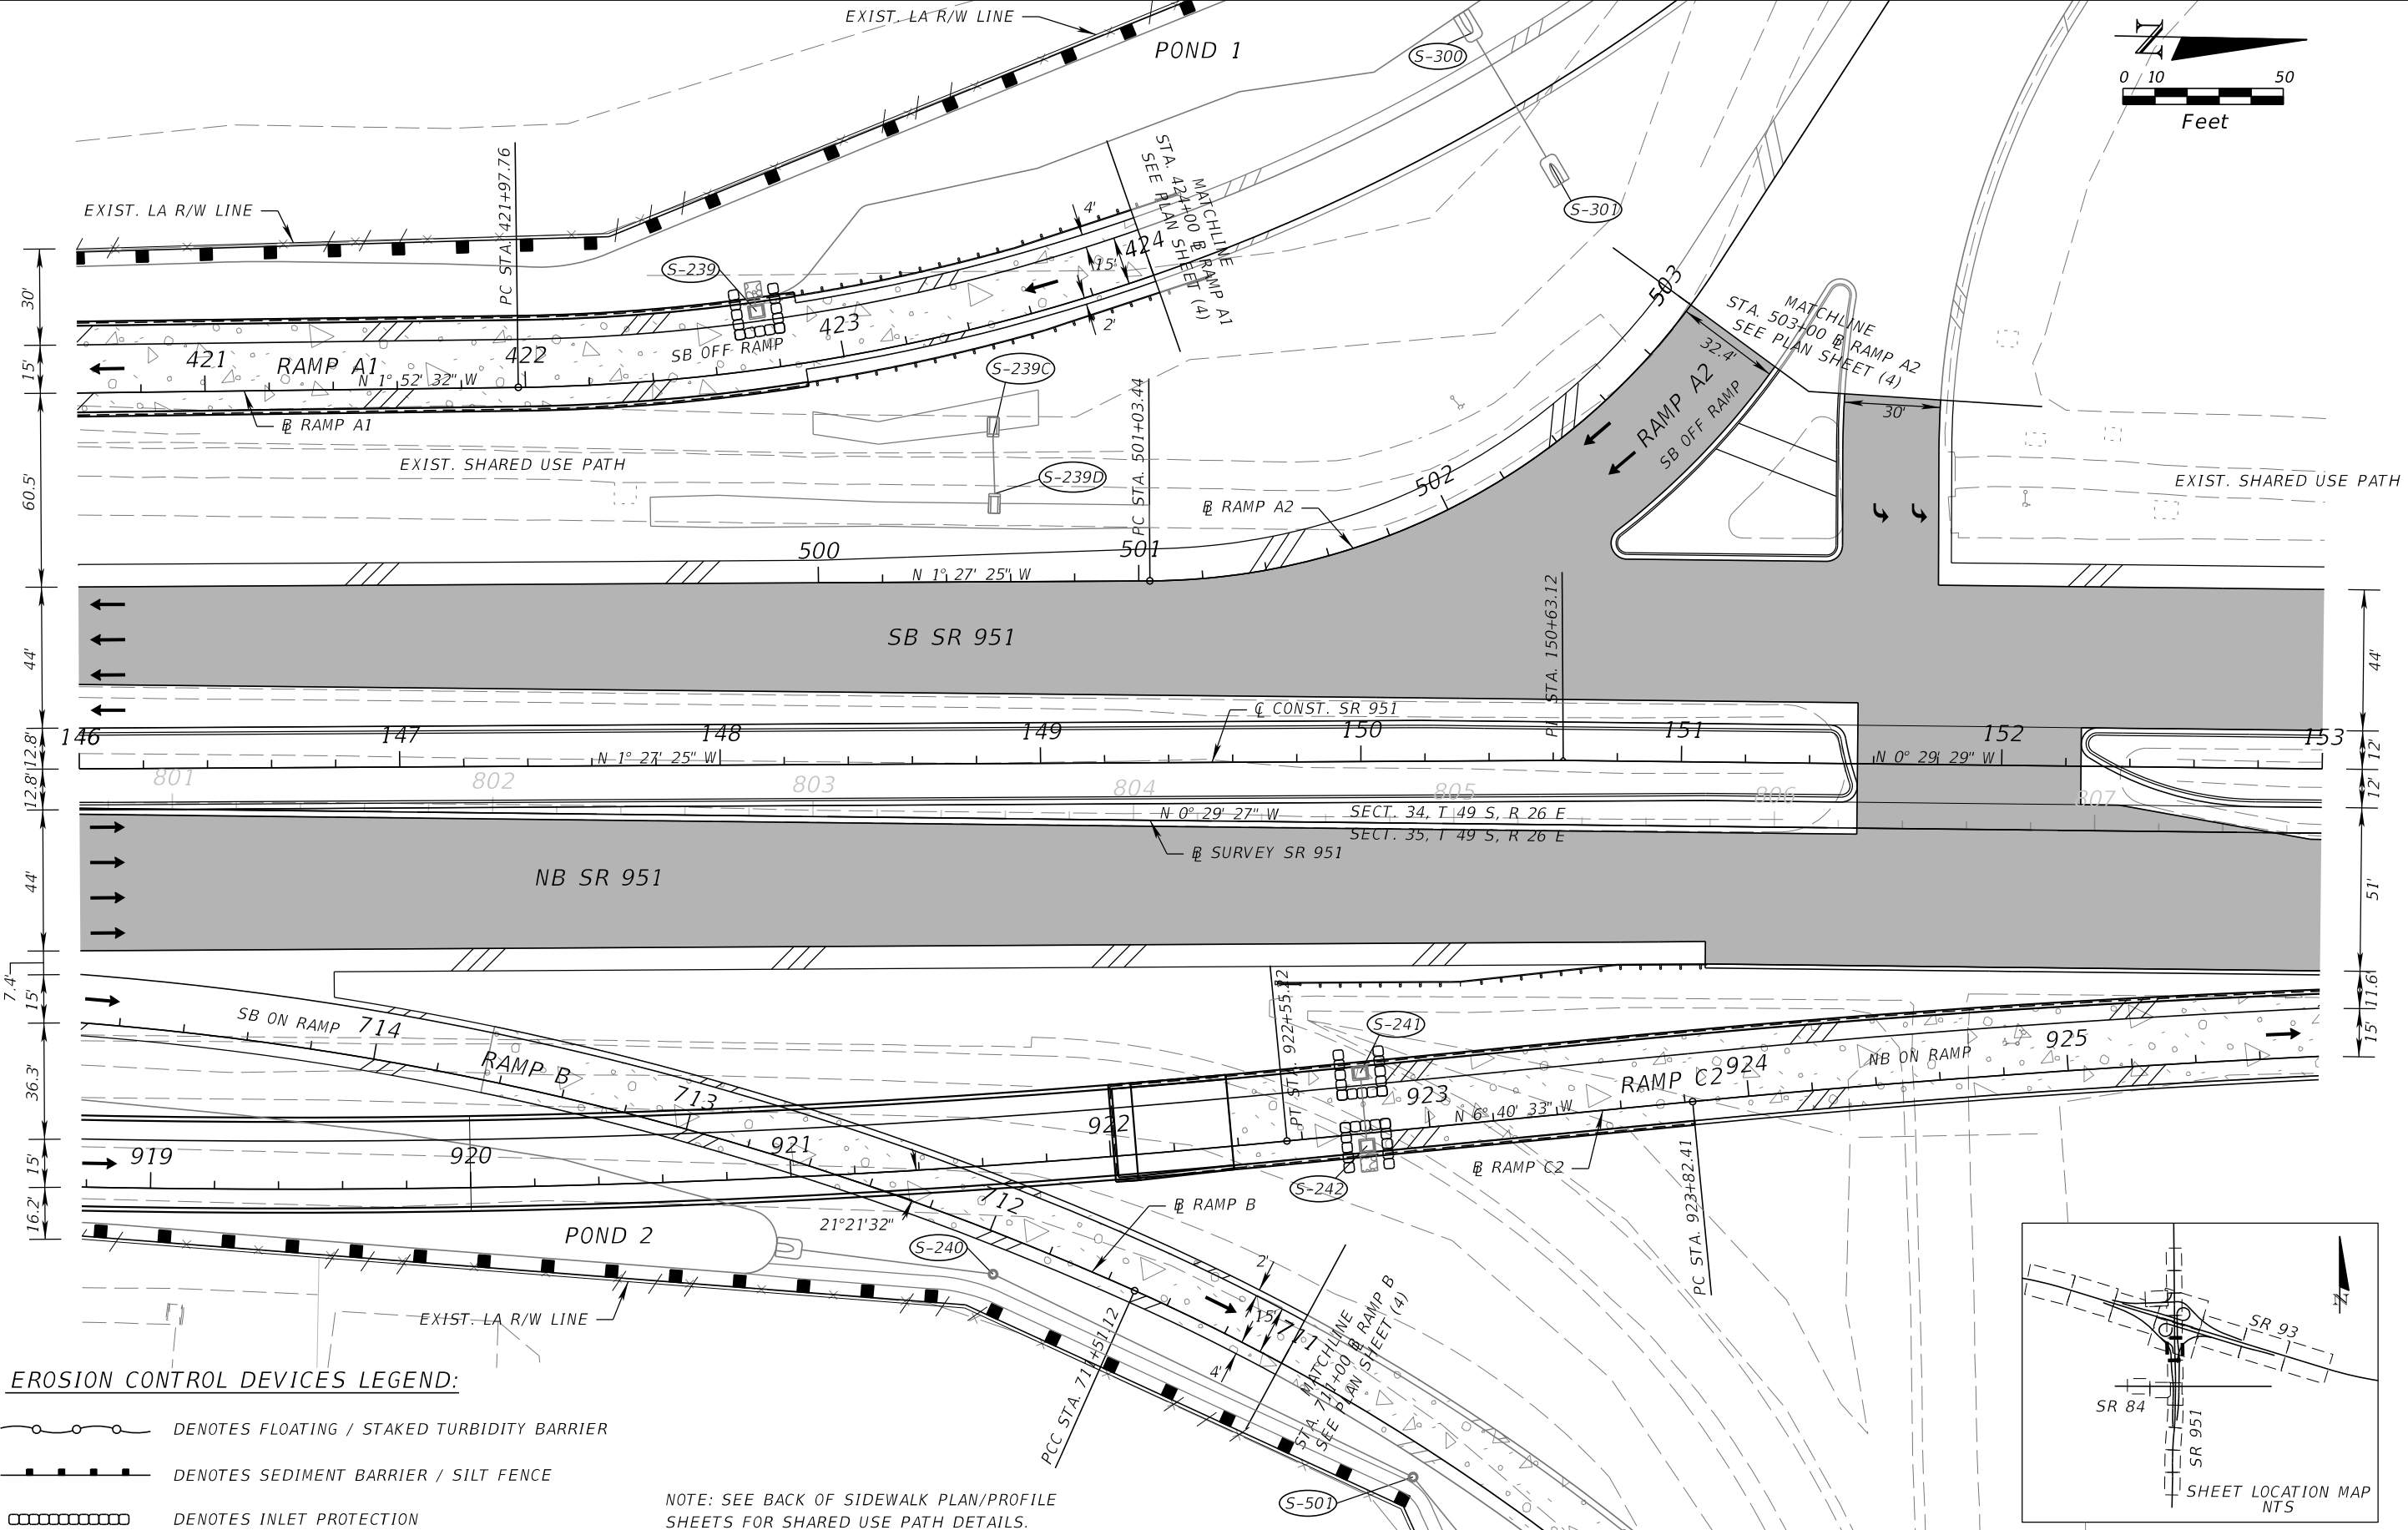 EXIST. LA R/W LINE
POND 1
S-300
N
0 10 50
Feet
EXIST. LA R/W LINE
PC STA. 421+97.76
MATCHLINE
STA. 424+00 BL RAMP A1
SEE PLAN SHEET (4)
S-301
4'
424
15'
2'
S-239
503
MATCHLINE
STA. 503+00 BL RAMP A2
SEE PLAN SHEET (4)
30'
15'
421
RAMP A1
422
423
SB OFF RAMP
N 1° 52' 32" W
BL RAMP A1
S-239C
32.4'
RAMP A2
SB OFF RAMP
30'
60.5'
EXIST. SHARED USE PATH
S-239D
PC STA. 501+03.44
502
BL RAMP A2
EXIST. SHARED USE PATH
500
501
N 1° 27' 25" W
44'
SB SR 951
PI STA. 150+63.12
44'
CL CONST. SR 951
146
147
148
149
150
151
152
153
12.8'
12.8'
N 1° 27' 25" W
N 0° 29' 29" W
12'
12'
801
802
803
804
805
806
807
N 0° 29' 27" W
SECT. 34, T 49 S, R 26 E
SECT. 35, T 49 S, R 26 E
BL SURVEY SR 951
44'
NB SR 951
51'
7.4'
15'
SB ON RAMP
714
RAMP B
713
PT STA. 922+55.22
S-241
11.6'
15'
36.3'
922
923
RAMP C2
924
NB ON RAMP
925
N 6° 40' 33" W
15'
919
920
921
712
S-242
BL RAMP C2
16.2'
POND 2
21°21'32"
BL RAMP B
S-240
PC STA. 923+82.41
EXIST. LA R/W LINE
PCC STA. 711+51.12
2'
15'
4'
711
MATCHLINE
STA. 711+00 BL RAMP B
SEE PLAN SHEET (4)
S-501
EROSION CONTROL DEVICES LEGEND:
DENOTES FLOATING / STAKED TURBIDITY BARRIER
DENOTES SEDIMENT BARRIER / SILT FENCE
DENOTES INLET PROTECTION
NOTE: SEE BACK OF SIDEWALK PLAN/PROFILE
SHEETS FOR SHARED USE PATH DETAILS.
N
SR 93
SR 84
SR 951
SHEET LOCATION MAP
NTS